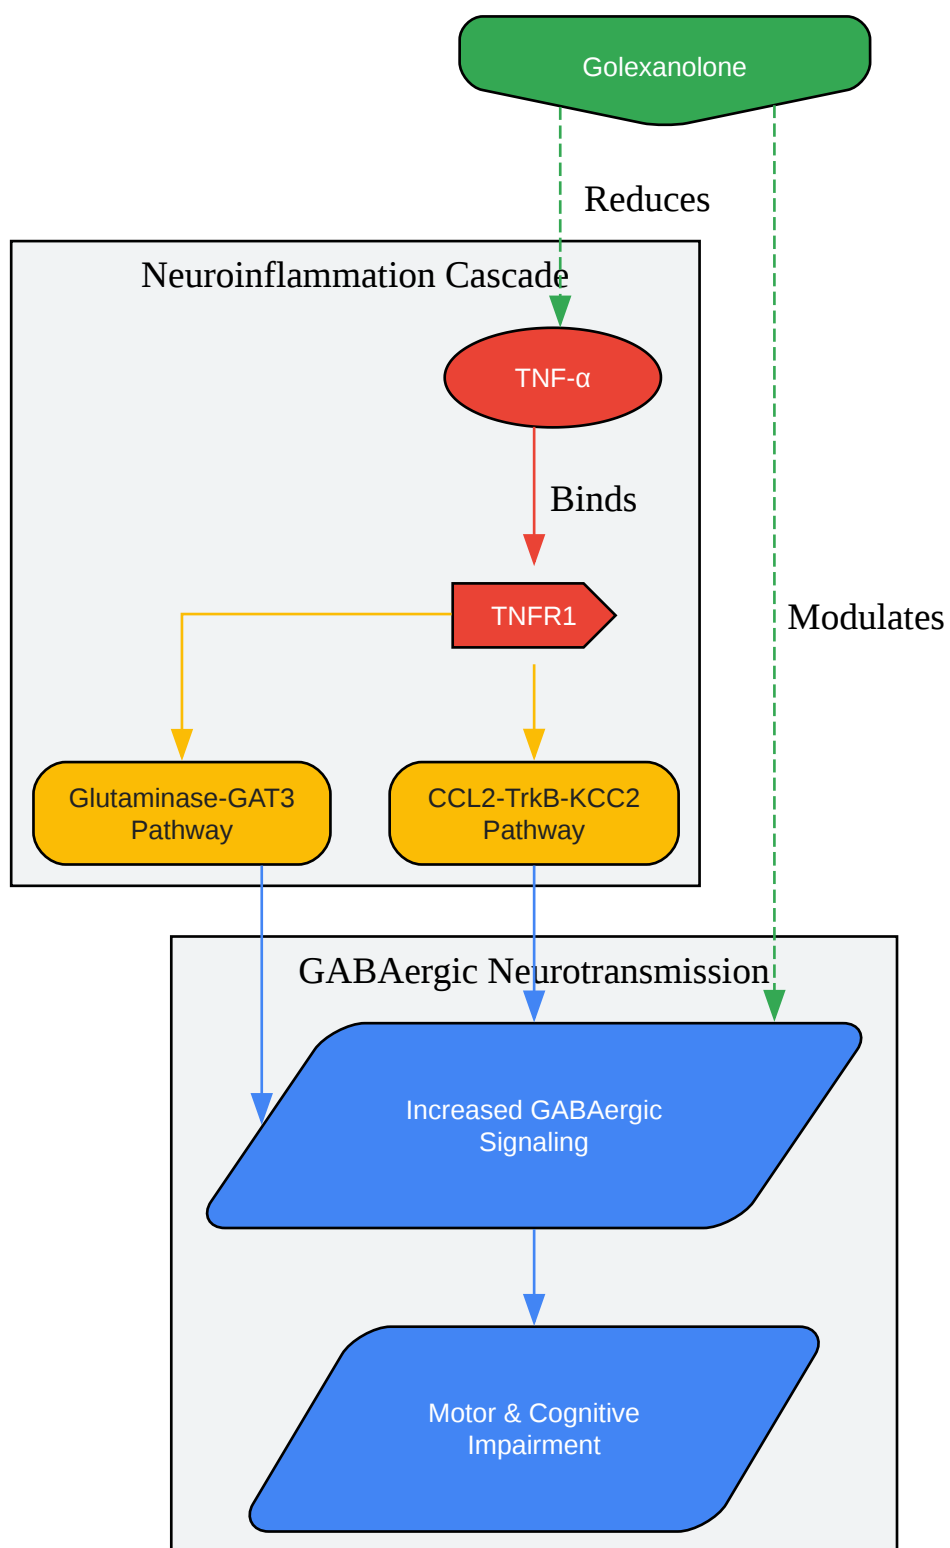 Golexanolone
Reduces
Neuroinflammation Cascade
TNF-α
Binds
TNFR1
Modulates
Glutaminase-GAT3
Pathway
CCL2-TrkB-KCC2
Pathway
GABAergic Neurotransmission
Increased GABAergic
Signaling
Motor & Cognitive
Impairment